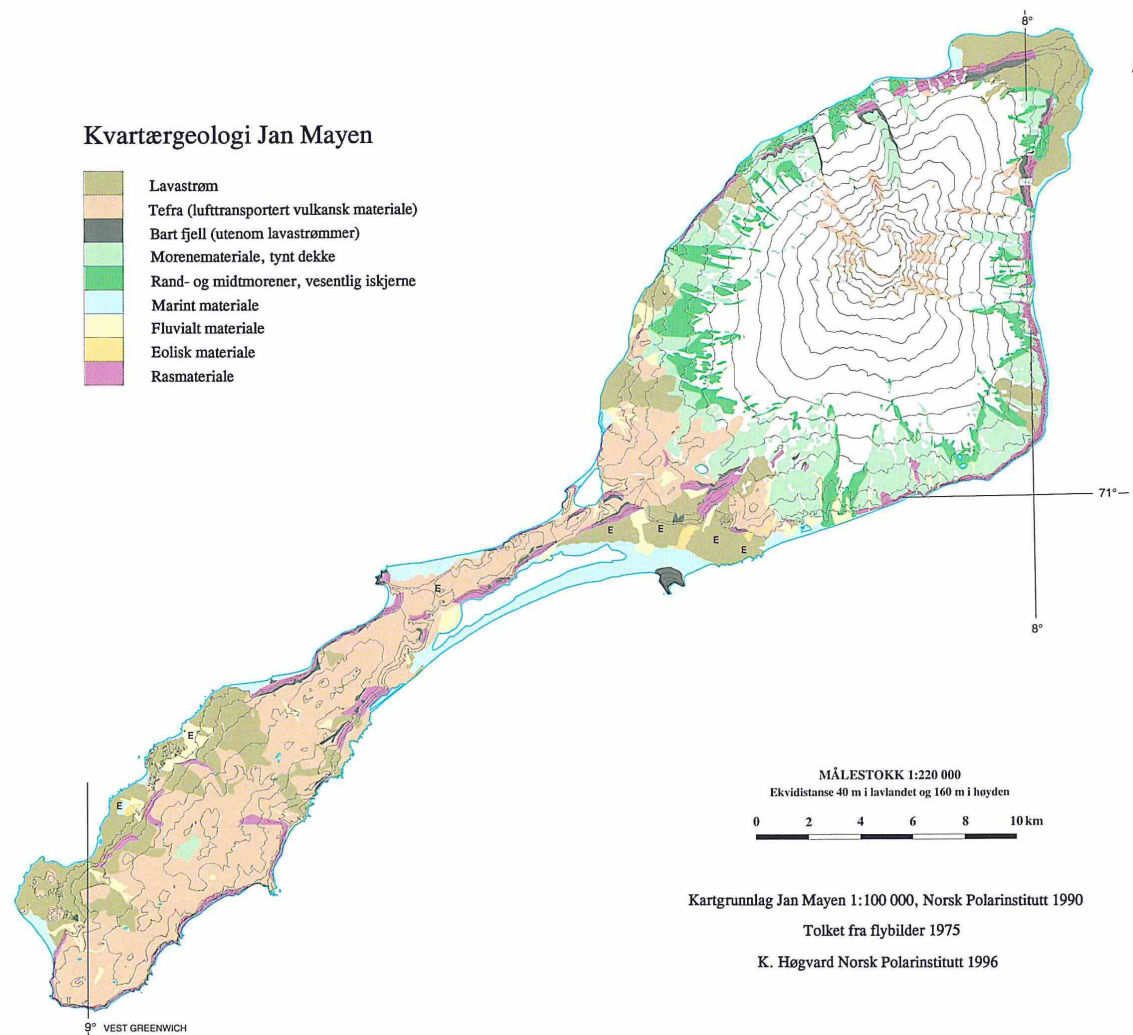 8°
Kvartærgeologi Jan Mayen
Lavastrøm
Tefra (lufttransportert vulkansk materiale)
Bart fjell (utenom lavastrømmer)
Morenemateriale, tynt dekke
Rand- og midtmorener, vesentlig iskjerne
Marint materiale
Fluvialt materiale
Eolisk materiale
Rasmateriale
71°
E
E
E
E
E
8°
E
E
MÅLESTOKK 1:220 000
Ekvidistanse 40 m i lavlandet og 160 m i høyden
0 2 4 6 8 10 km
Kartgrunnlag Jan Mayen 1:100 000, Norsk Polarinstitutt 1990
Tolket fra flybilder 1975
K. Høgvard Norsk Polarinstitutt 1996
9° VEST GREENWICH